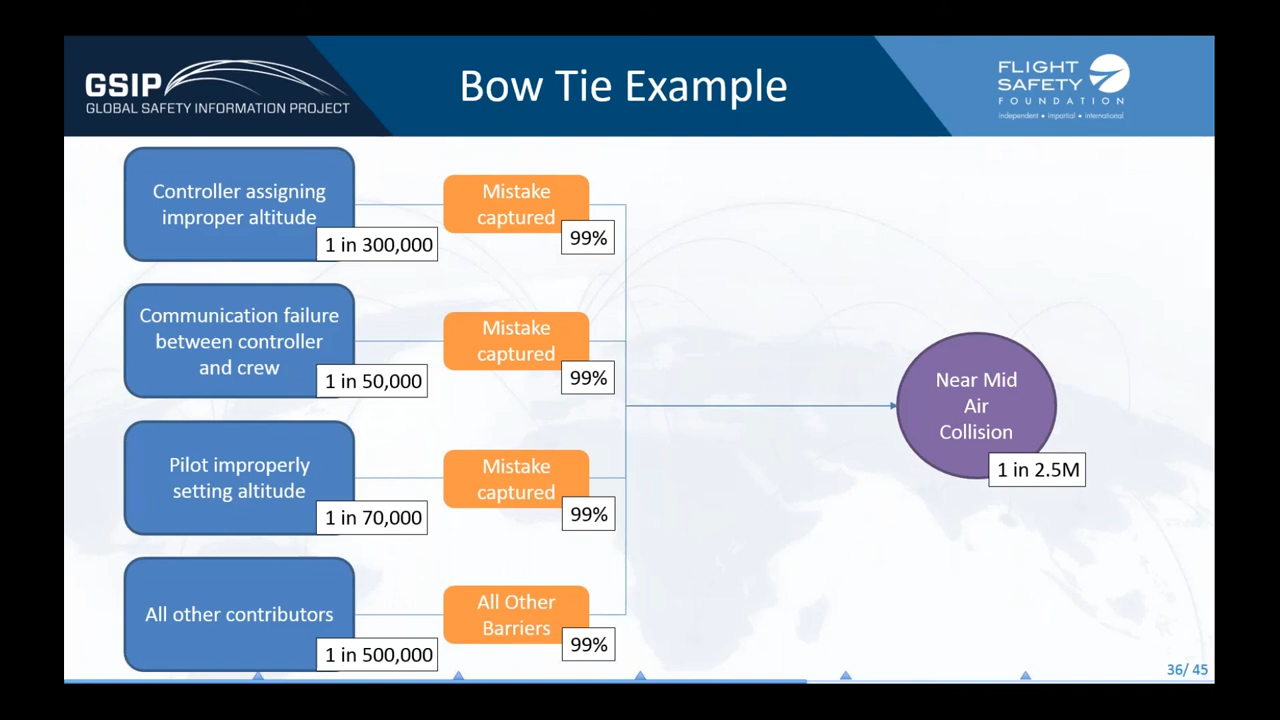 GSIP
GLOBAL SAFETY INFORMATION PROJECT
Bow Tie Example
FLIGHT
SAFETY
FOUNDATION
independent • impartial • international
Controller assigning
improper altitude
1 in 300,000
Mistake
captured
99%
Communication failure
between controller
and crew
1 in 50,000
Mistake
captured
99%
Pilot improperly
setting altitude
1 in 70,000
Mistake
captured
99%
All other contributors
1 in 500,000
All Other
Barriers
99%
Near Mid
Air
Collision
1 in 2.5M
36/ 45